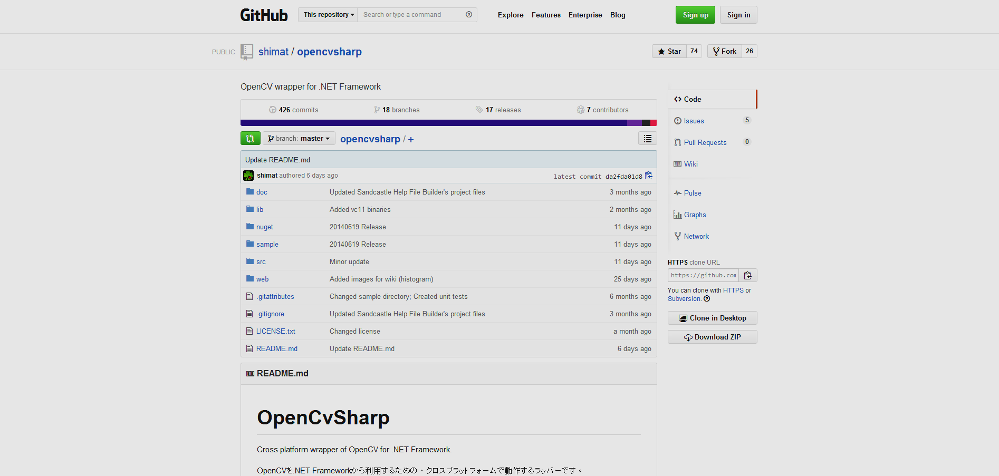 GitHub This repository Search or type a command Explore Features Enterprise Blog Sign up Sign in
PUBLIC shimat / opencvsharp Star 74 Fork 26
OpenCV wrapper for .NET Framework
426 commits 18 branches 17 releases 7 contributors
branch: master opencvsharp / +
Update README.md
shimat authored 6 days ago latest commit da2fda01d8
doc Updated Sandcastle Help File Builder's project files 3 months ago
lib Added vc11 binaries 2 months ago
nuget 20140619 Release 11 days ago
sample 20140619 Release 11 days ago
src Minor update 11 days ago
web Added images for wiki (histogram) 25 days ago
.gitattributes Changed sample directory; Created unit tests 6 months ago
.gitignore Updated Sandcastle Help File Builder's project files 3 months ago
LICENSE.txt Changed license a month ago
README.md Update README.md 6 days ago
README.md
OpenCvSharp
Cross platform wrapper of OpenCV for .NET Framework.
OpenCVを.NET Frameworkから利用するための、クロスプラットフォームで動作するラッパーです。
Code
Issues 5
Pull Requests 0
Wiki
Pulse
Graphs
Network
HTTPS clone URL
https://github.com
You can clone with HTTPS or
Subversion.
Clone in Desktop
Download ZIP